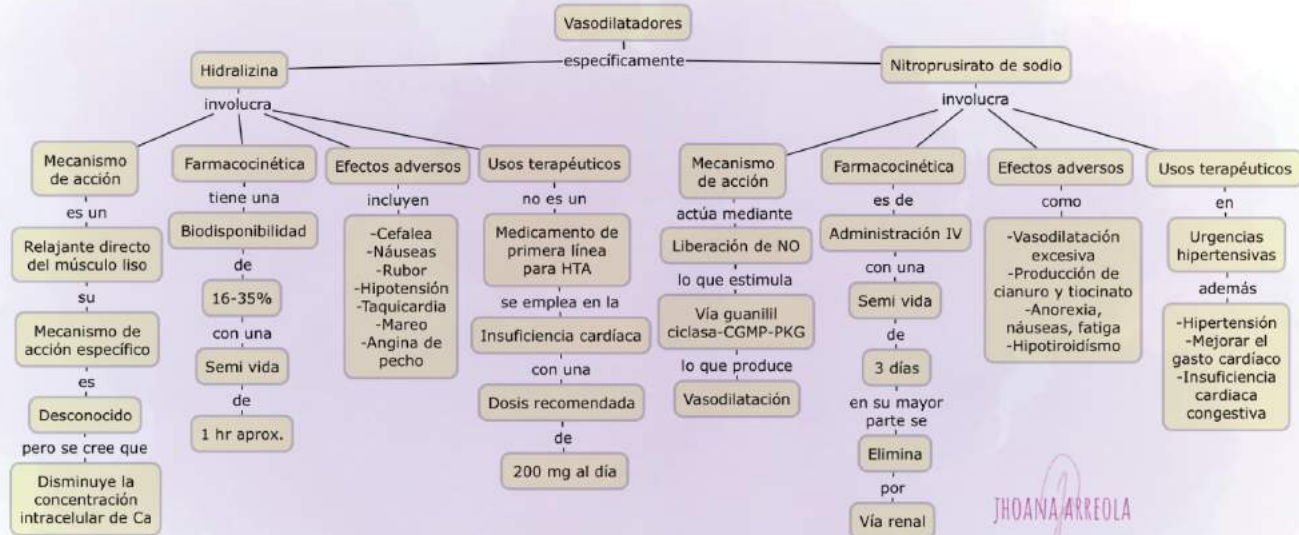 Vasodilatadores
específicamente
Hidralizina
involucra
Mecanismo
de acción
es un
Relajante directo
del músculo liso
su
Mecanismo de
acción específico
es
Desconocido
pero se cree que
Disminuye la
concentración
intracelular de Ca
Farmacocinética
tiene una
Biodisponibilidad
de
16-35%
con una
Semi vida
de
1 hr aprox.
Efectos adversos
incluyen
-Cefalea
-Náuseas
-Rubor
-Hipotensión
-Taquicardia
-Mareo
-Angina de
pecho
Usos terapéuticos
no es un
Medicamento de
primera línea
para HTA
se emplea en la
Insuficiencia cardíaca
con una
Dosis recomendada
de
200 mg al día
Nitroprusirato de sodio
involucra
Mecanismo
de acción
actúa mediante
Liberación de NO
lo que estimula
Vía guanilil
ciclasa-CGMP-PKG
lo que produce
Vasodilatación
Farmacocinética
es de
Administración IV
con una
Semi vida
de
3 días
en su mayor
parte se
Elimina
por
Vía renal
Efectos adversos
como
-Vasodilatación
excesiva
-Producción de
cianuro y tiocinato
-Anorexia,
náuseas, fatiga
-Hipotiroidísmo
Usos terapéuticos
en
Urgencias
hipertensivas
además
-Hipertensión
-Mejorar el
gasto cardíaco
-Insuficiencia
cardiaca
congestiva
JHOANA ARREOLA